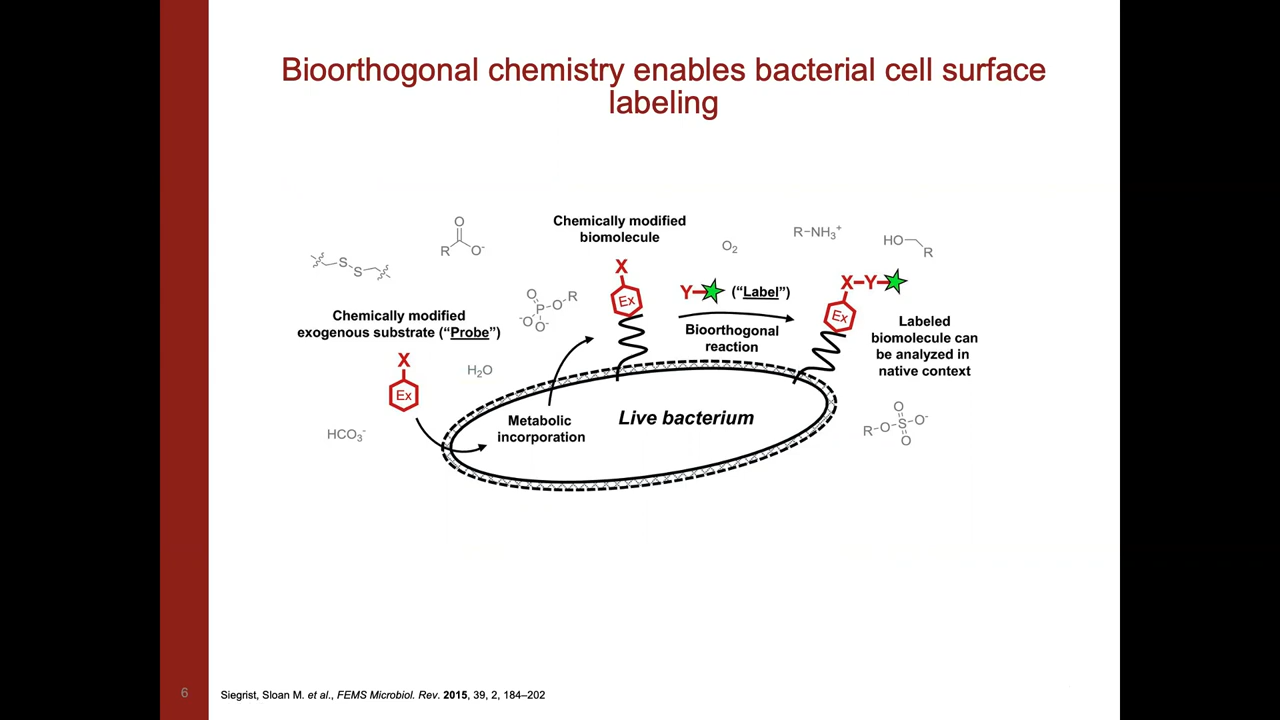 Bioorthogonal chemistry enables bacterial cell surface
labeling
Chemically modified
biomolecule
O
R
O-
S
S
O2
R–NH3+
HO
R
X
Ex
Y
("Label")
X–Y
Ex
Bioorthogonal
reaction
Labeled
biomolecule can
be analyzed in
native context
Chemically modified
exogenous substrate ("Probe")
O
P
O
R
-O
O-
X
Ex
H2O
HCO3-
Metabolic
incorporation
Live bacterium
O
R
O
S
O-
O
6
Siegrist, Sloan M. et al., FEMS Microbiol. Rev. 2015, 39, 2, 184–202